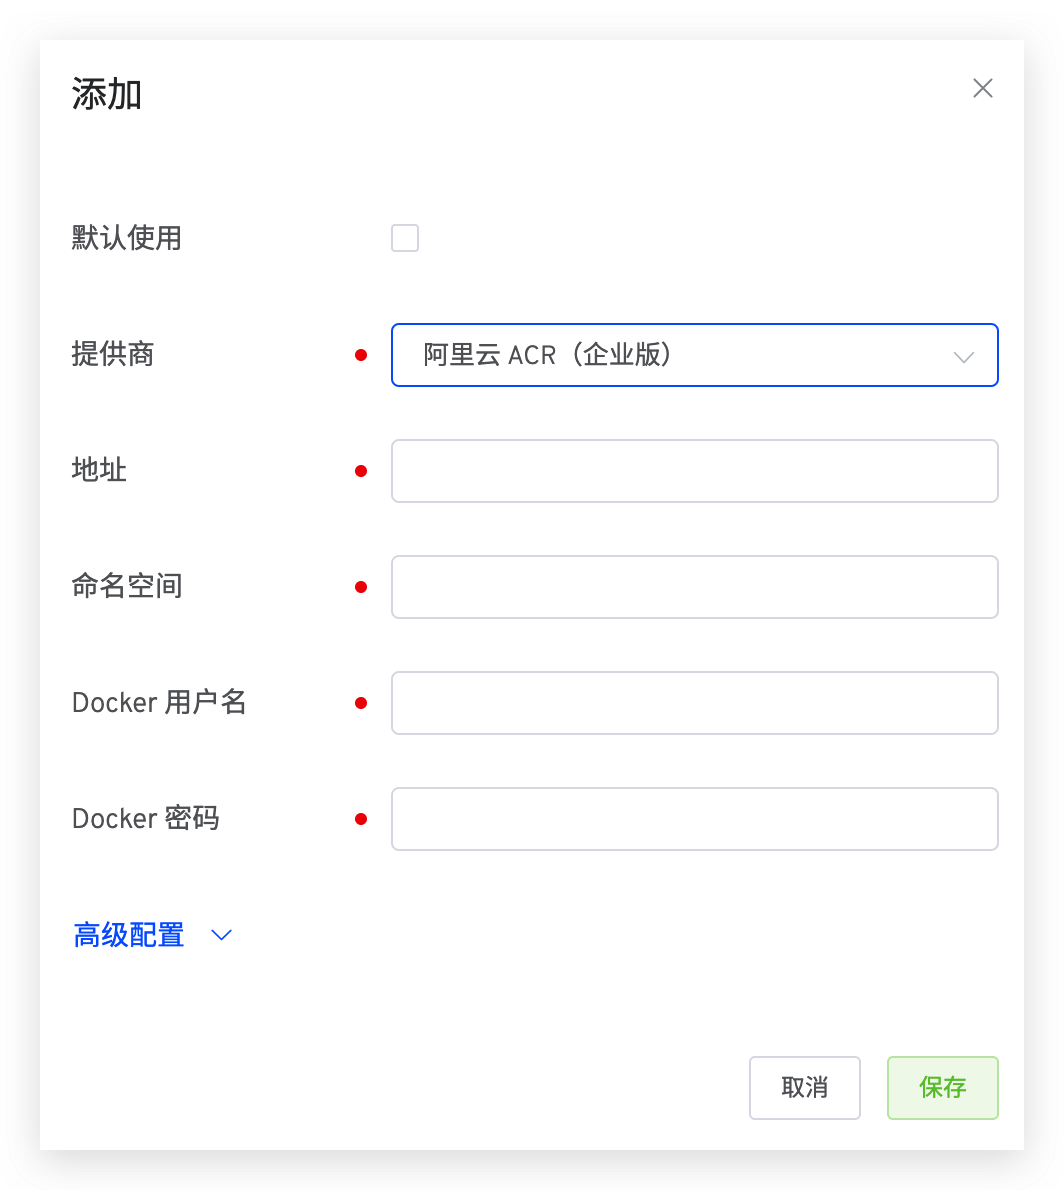 添加
默认使用
提供商
阿里云 ACR（企业版）
地址
命名空间
Docker 用户名
Docker 密码
高级配置
取消
保存